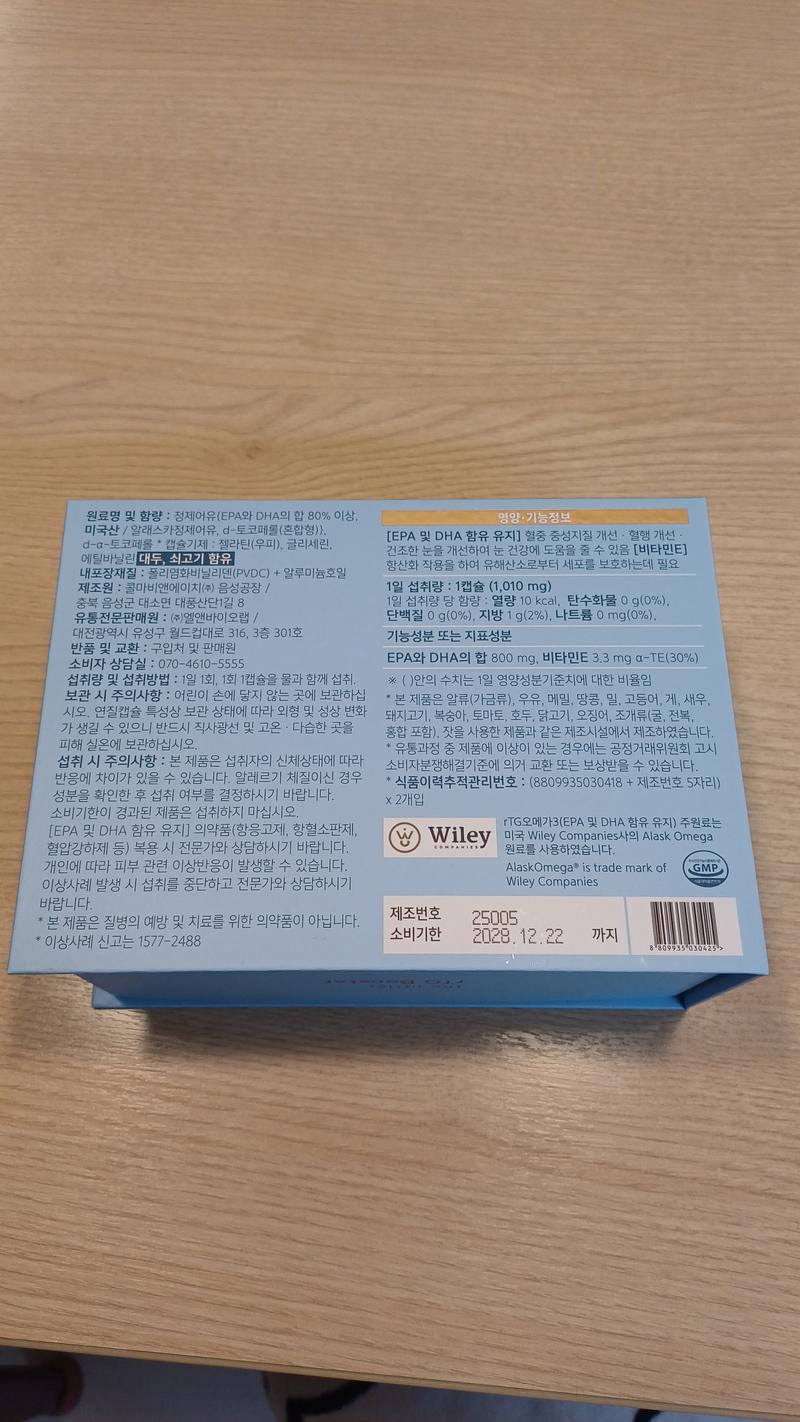 원료명 및 함량 : 정제어유{EPA와 DHA의 합 80% 이상,
미국산 / 알래스카정제어유, d-토코페롤(혼합형)},
d-α-토코페롤 * 캡슐기제 : 젤라틴(우피), 글리세린,
에틸바닐린 대두, 쇠고기 함유
내포장재질 : 폴리염화비닐리덴(PVDC) + 알루미늄호일
제조원 : 콜마비앤에이치㈜ 음성공장 /
충북 음성군 대소면 대풍산단1길 8
유통전문판매원 : ㈜엘앤바이오랩 /
대전광역시 유성구 월드컵대로 316, 3층 301호
반품 및 교환 : 구입처 및 판매원
소비자 상담실 : 070-4610-5555
섭취량 및 섭취방법 : 1일 1회, 1회 1캡슐을 물과 함께 섭취.
보관 시 주의사항 : 어린이 손에 닿지 않는 곳에 보관하십
시오. 연질캡슐 특성상 보관 상태에 따라 외형 및 성상 변화
가 생길 수 있으니 반드시 직사광선 및 고온 · 다습한 곳을
피해 실온에 보관하십시오.
섭취 시 주의사항 : 본 제품은 섭취자의 신체상태에 따라
반응에 차이가 있을 수 있습니다. 알레르기 체질이신 경우
성분을 확인한 후 섭취 여부를 결정하시기 바랍니다.
소비기한이 경과된 제품은 섭취하지 마십시오.
[EPA 및 DHA 함유 유지] 의약품(항응고제, 항혈소판제,
혈압강하제 등) 복용 시 전문가와 상담하시기 바랍니다.
개인에 따라 피부 관련 이상반응이 발생할 수 있습니다.
이상사례 발생 시 섭취를 중단하고 전문가와 상담하시기
바랍니다.
* 본 제품은 질병의 예방 및 치료를 위한 의약품이 아닙니다.
* 이상사례 신고는 1577-2488
영양·기능정보
[EPA 및 DHA 함유 유지] 혈중 중성지질 개선 · 혈행 개선 ·
건조한 눈을 개선하여 눈 건강에 도움을 줄 수 있음 [비타민E]
항산화 작용을 하여 유해산소로부터 세포를 보호하는데 필요
1일 섭취량 : 1캡슐 (1,010 mg)
1일 섭취량 당 함량 : 열량 10 kcal, 탄수화물 0 g(0%),
단백질 0 g(0%), 지방 1 g(2%), 나트륨 0 mg(0%),
기능성분 또는 지표성분
EPA와 DHA의 합 800 mg, 비타민E 3.3 mg α-TE(30%)
※ ( )안의 수치는 1일 영양성분기준치에 대한 비율임
* 본 제품은 알류(가금류), 우유, 메밀, 땅콩, 밀, 고등어, 게, 새우,
돼지고기, 복숭아, 토마토, 호두, 닭고기, 오징어, 조개류(굴, 전복,
홍합 포함), 잣을 사용한 제품과 같은 제조시설에서 제조하였습니다.
* 유통과정 중 제품에 이상이 있는 경우에는 공정거래위원회 고시
소비자분쟁해결기준에 의거 교환 또는 보상받을 수 있습니다.
* 식품이력추적관리번호 : (8809935030418 + 제조번호 5자리)
x 2개입
Wiley
COMPANIES
rTG오메가3(EPA 및 DHA 함유 유지) 주원료는
미국 Wiley Companies사의 Alask Omega
원료를 사용하였습니다.
AlaskOmega® is trade mark of
Wiley Companies
GMP
제조번호 25005
소비기한 2028.12.22 까지
8 809935 030425 >
rTG Booster